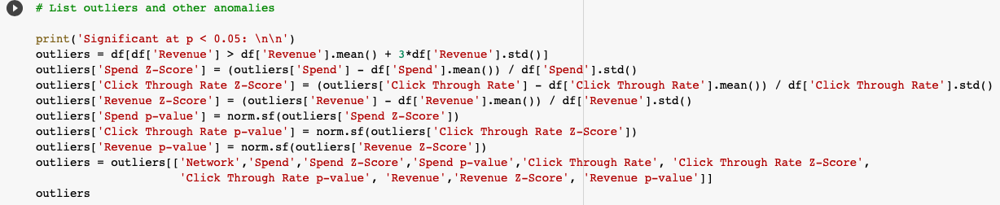 # List outliers and other anomalies
print('Significant at p < 0.05: \n\n')
outliers = df[df['Revenue'] > df['Revenue'].mean() + 3*df['Revenue'].std()]
outliers['Spend Z-Score'] = (outliers['Spend'] - df['Spend'].mean()) / df['Spend'].std()
outliers['Click Through Rate Z-Score'] = (outliers['Click Through Rate'] - df['Click Through Rate'].mean()) / df['Click Through Rate'].std()
outliers['Revenue Z-Score'] = (outliers['Revenue'] - df['Revenue'].mean()) / df['Revenue'].std()
outliers['Spend p-value'] = norm.sf(outliers['Spend Z-Score'])
outliers['Click Through Rate p-value'] = norm.sf(outliers['Click Through Rate Z-Score'])
outliers['Revenue p-value'] = norm.sf(outliers['Revenue Z-Score'])
outliers = outliers[['Network','Spend','Spend Z-Score','Spend p-value','Click Through Rate', 'Click Through Rate Z-Score',
'Click Through Rate p-value', 'Revenue','Revenue Z-Score', 'Revenue p-value']]
outliers